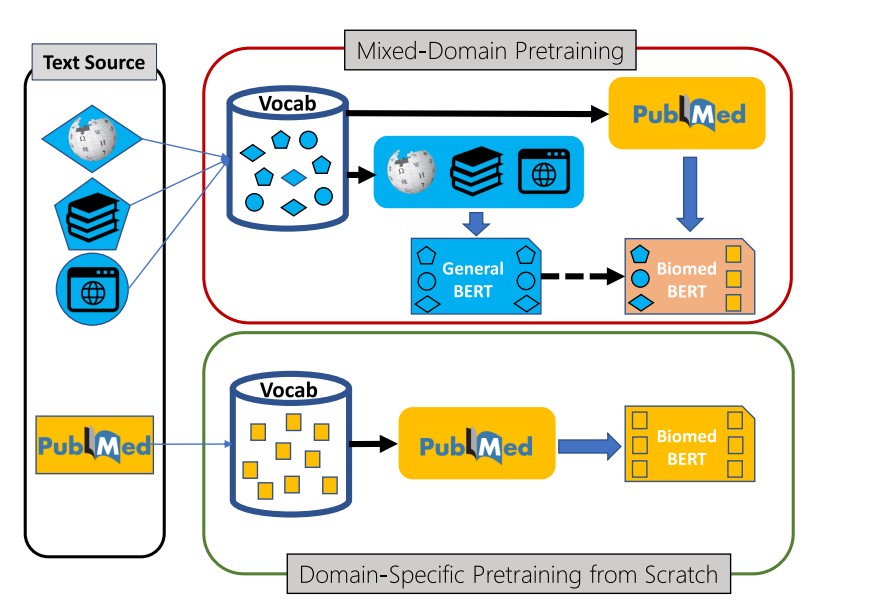 Text Source
Mixed-Domain Pretraining
Vocab
PubMed
General
BERT
Biomed
BERT
Vocab
PubMed
PubMed
Biomed
BERT
Domain-Specific Pretraining from Scratch